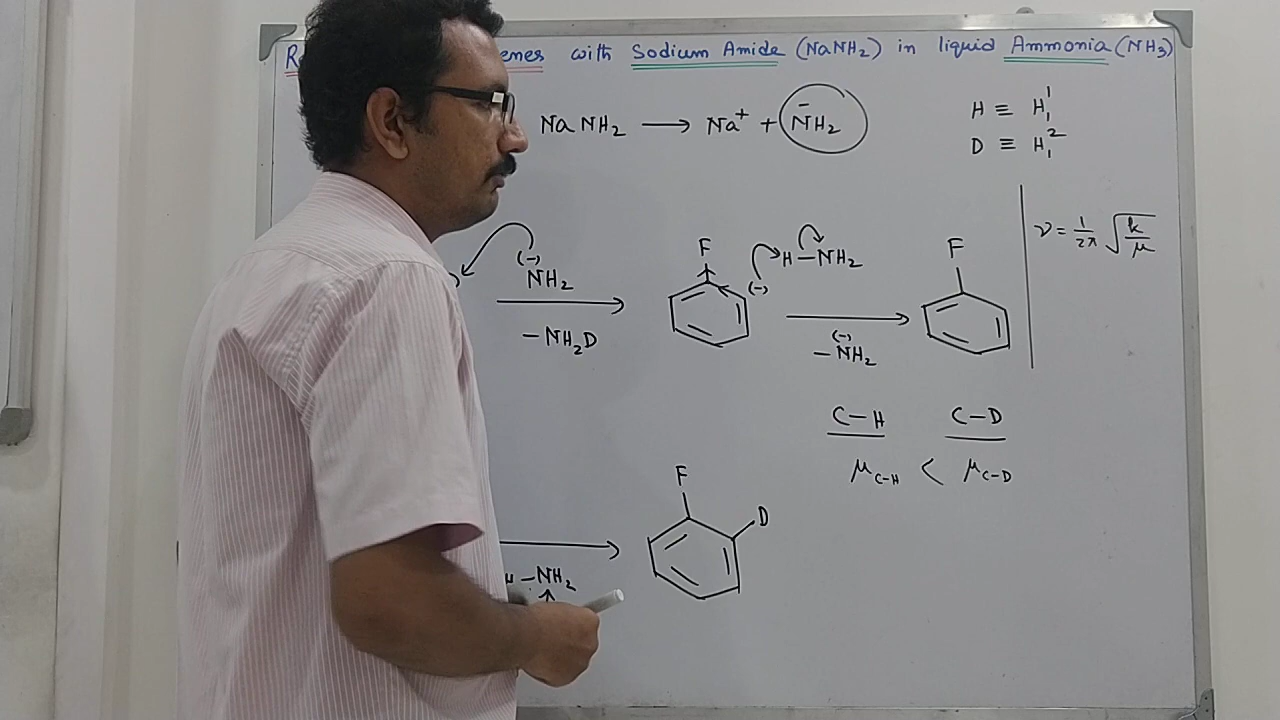 with Sodium Amide (NaNH₂) in liquid Ammonia (NH₃)
NaNH₂ ⟶ Na⁺ + N̄H₂
H ≡ H₁¹
D ≡ H₁²
ν = 1/2π √k/μ
(-)
NH₂
- NH₂D
F
(-)
H-NH₂
(-)
- NH₂
F
C-H C-D
μC-H < μC-D
H-NH₂
F
D